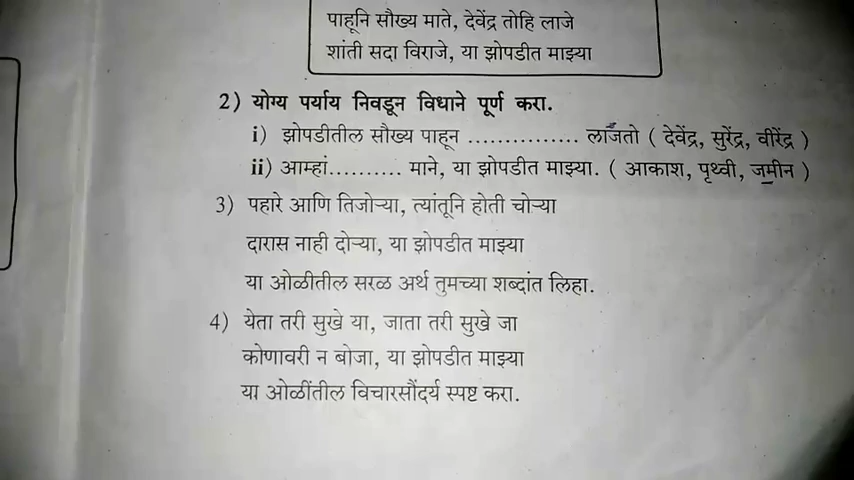 पाहूनि सौख्य माते, देवेंद्र तोहि लाजे
शांती सदा विराजे, या झोपडीत माझ्या
2) योग्य पर्याय निवडून विधाने पूर्ण करा.
i) झोपडीतील सौख्य पाहून ............... लाजतो ( देवेंद्र, सुरेंद्र, वीरेंद्र )
ii) आम्हां.......... माने, या झोपडीत माझ्या. ( आकाश, पृथ्वी, जमीन )
3) पहारे आणि तिजोऱ्या, त्यांतूनि होती चोऱ्या
दारास नाही दोऱ्या, या झोपडीत माझ्या
या ओळीतील सरळ अर्थ तुमच्या शब्दांत लिहा.
4) येता तरी सुखे या, जाता तरी सुखे जा
कोणावरी न बोजा, या झोपडीत माझ्या
या ओळींतील विचारसौंदर्य स्पष्ट करा.